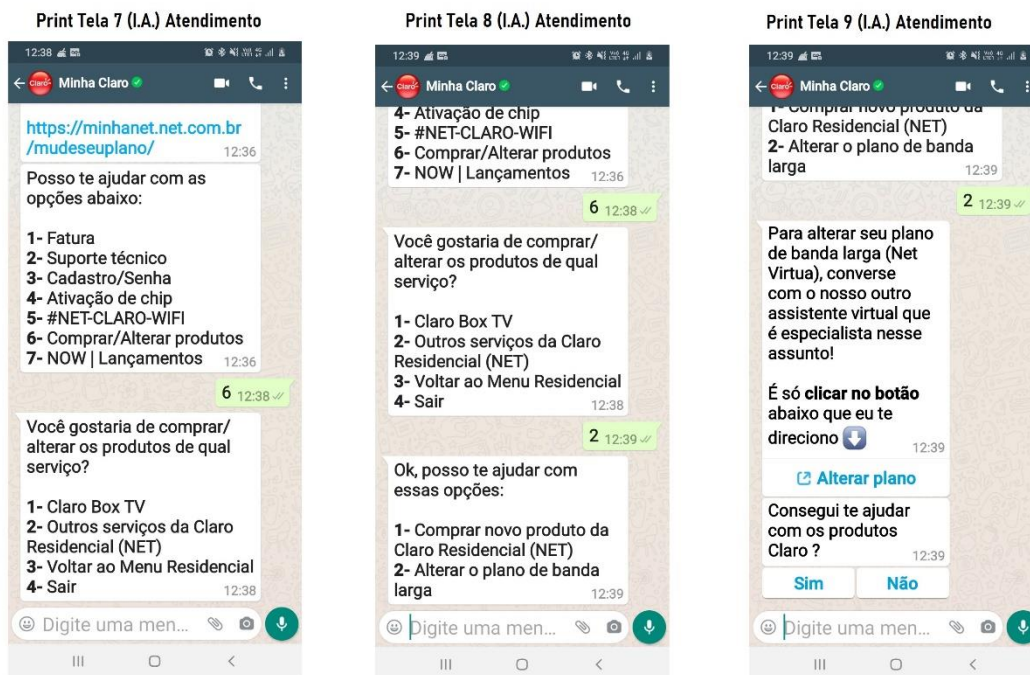 Print Tela 7 (I.A.) Atendimento
12:38
Claro
Minha Claro
https://minhanet.net.com.br
/mudeseuplano/
12:36
Posso te ajudar com as
opções abaixo:
1- Fatura
2- Suporte técnico
3- Cadastro/Senha
4- Ativação de chip
5- #NET-CLARO-WIFI
6- Comprar/Alterar produtos
7- NOW | Lançamentos 12:36
6 12:38
Você gostaria de comprar/
alterar os produtos de qual
serviço?
1- Claro Box TV
2- Outros serviços da Claro
Residencial (NET)
3- Voltar ao Menu Residencial
4- Sair 12:38
Digite uma men...
Print Tela 8 (I.A.) Atendimento
12:39
Claro
Minha Claro
4- Ativação de chip
5- #NET-CLARO-WIFI
6- Comprar/Alterar produtos
7- NOW | Lançamentos 12:36
6 12:38
Você gostaria de comprar/
alterar os produtos de qual
serviço?
1- Claro Box TV
2- Outros serviços da Claro
Residencial (NET)
3- Voltar ao Menu Residencial
4- Sair 12:38
2 12:39
Ok, posso te ajudar com
essas opções:
1- Comprar novo produto da
Claro Residencial (NET)
2- Alterar o plano de banda
larga 12:39
Digite uma men...
Print Tela 9 (I.A.) Atendimento
12:39
Claro
Minha Claro
1- Comprar novo produto da
Claro Residencial (NET)
2- Alterar o plano de banda
larga 12:39
2 12:39
Para alterar seu plano
de banda larga (Net
Virtua), converse
com o nosso outro
assistente virtual que
é especialista nesse
assunto!
É só clicar no botão
abaixo que eu te
direciono 12:39
Alterar plano
Consegui te ajudar
com os produtos
Claro ? 12:39
Sim Não
Digite uma men...